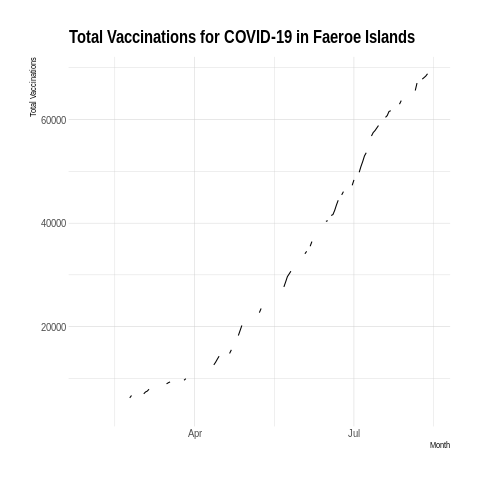 Total Vaccinations for COVID-19 in Faeroe Islands
Total Vaccinations
60000
40000
20000
Apr
Jul
Month